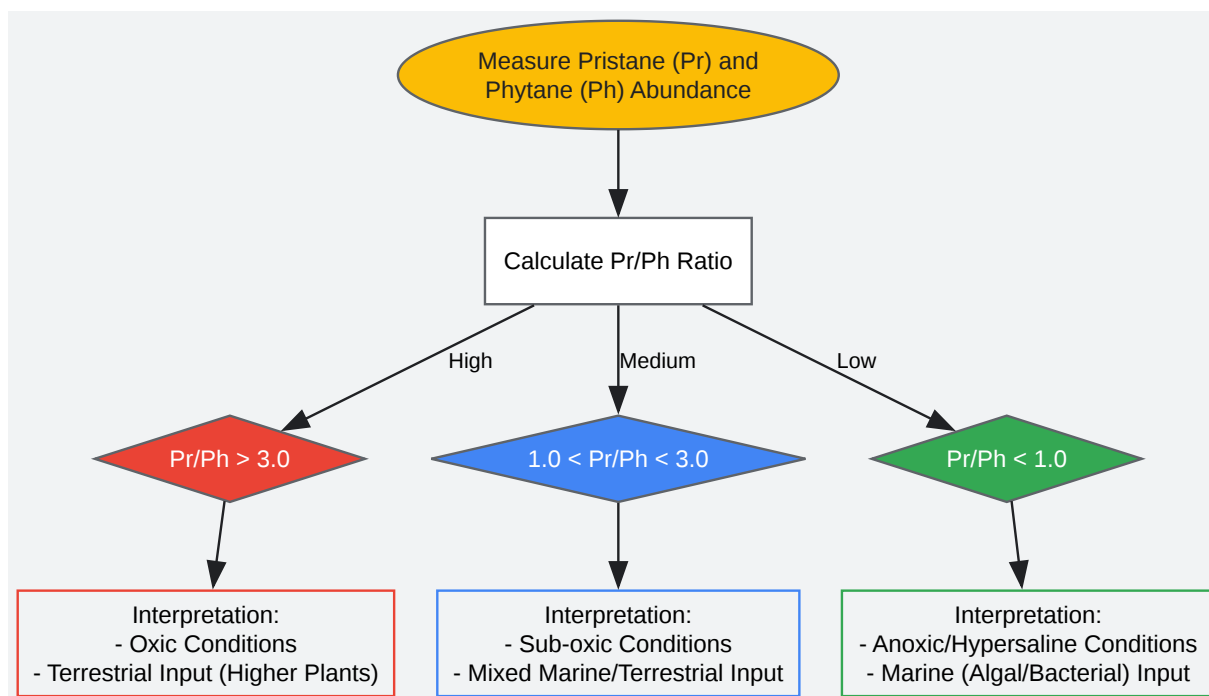 Measure Pristane (Pr) and
Phytane (Ph) Abundance
Calculate Pr/Ph Ratio
High
Medium
Low
Pr/Ph > 3.0
1.0 < Pr/Ph < 3.0
Pr/Ph < 1.0
Interpretation:
- Oxic Conditions
- Terrestrial Input (Higher Plants)
Interpretation:
- Sub-oxic Conditions
- Mixed Marine/Terrestrial Input
Interpretation:
- Anoxic/Hypersaline Conditions
- Marine (Algal/Bacterial) Input